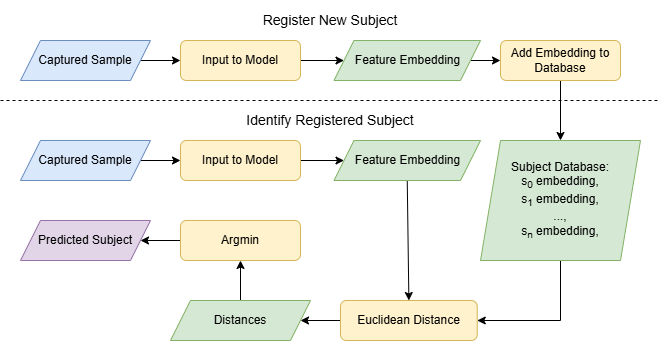 Register New Subject
Captured Sample
Input to Model
Feature Embedding
Add Embedding to
Database
Identify Registered Subject
Captured Sample
Input to Model
Feature Embedding
Subject Database:
s0 embedding,
s1 embedding,
...,
sn embedding,
Predicted Subject
Argmin
Distances
Euclidean Distance